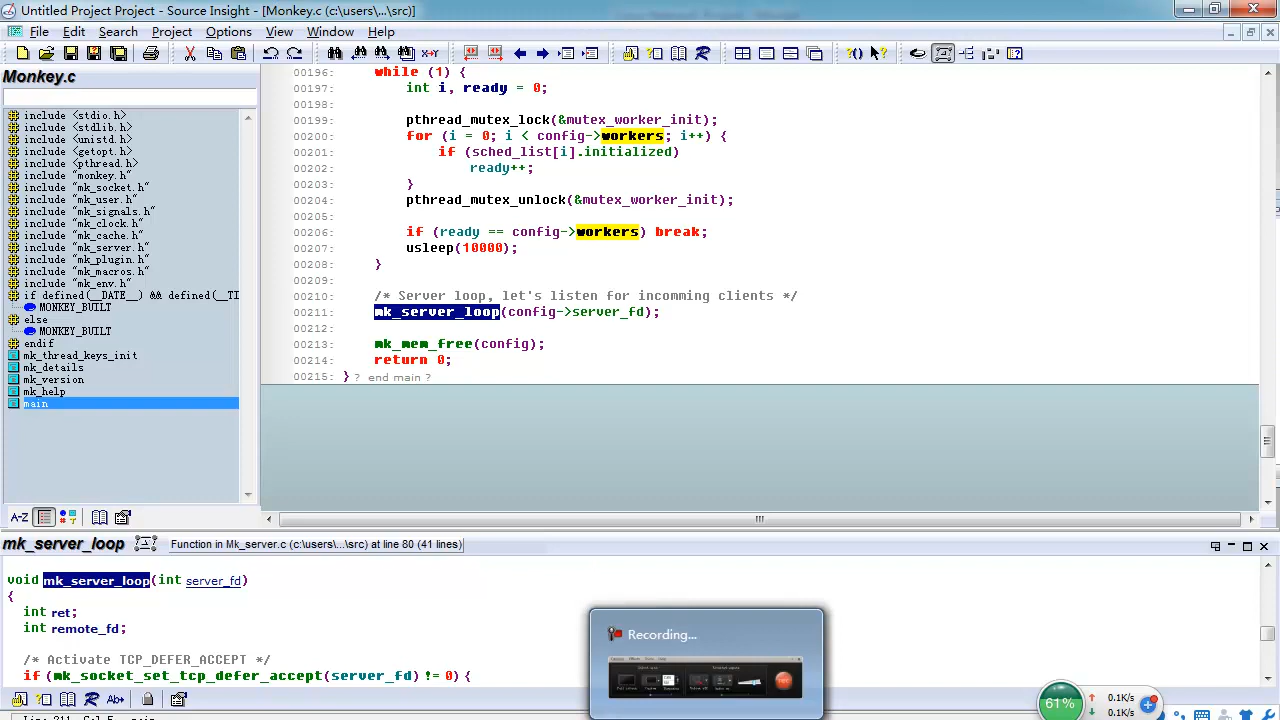 Untitled Project Project - Source Insight - [Monkey.c (c:\users\...\src)]
File Edit Search Project Options View Window Help
Monkey.c
include <stdio.h>
include <stdlib.h>
include <unistd.h>
include <getopt.h>
include <pthread.h>
include "monkey.h"
include "mk_socket.h"
include "mk_user.h"
include "mk_signals.h"
include "mk_clock.h"
include "mk_cache.h"
include "mk_server.h"
include "mk_plugin.h"
include "mk_macros.h"
include "mk_env.h"
if defined(__DATE__) && defined(__TI
MONKEY_BUILT
else
MONKEY_BUILT
endif
mk_thread_keys_init
mk_details
mk_version
mk_help
main
A-Z
00196: while (1) {
00197: int i, ready = 0;
00198:
00199: pthread_mutex_lock(&mutex_worker_init);
00200: for (i = 0; i < config->workers; i++) {
00201: if (sched_list[i].initialized)
00202: ready++;
00203: }
00204: pthread_mutex_unlock(&mutex_worker_init);
00205:
00206: if (ready == config->workers) break;
00207: usleep(10000);
00208: }
00209:
00210: /* Server loop, let's listen for incomming clients */
00211: mk_server_loop(config->server_fd);
00212:
00213: mk_mem_free(config);
00214: return 0;
00215: } ? end main ?
mk_server_loop Function in Mk_server.c (c:\users\...\src) at line 80 (41 lines)
void mk_server_loop(int server_fd)
{
int ret;
int remote_fd;
/* Activate TCP_DEFER_ACCEPT */
if (mk_socket_set_tcp_defer_accept(server_fd) != 0) {
Recording...
61%
0.1K/s
0.1K/s